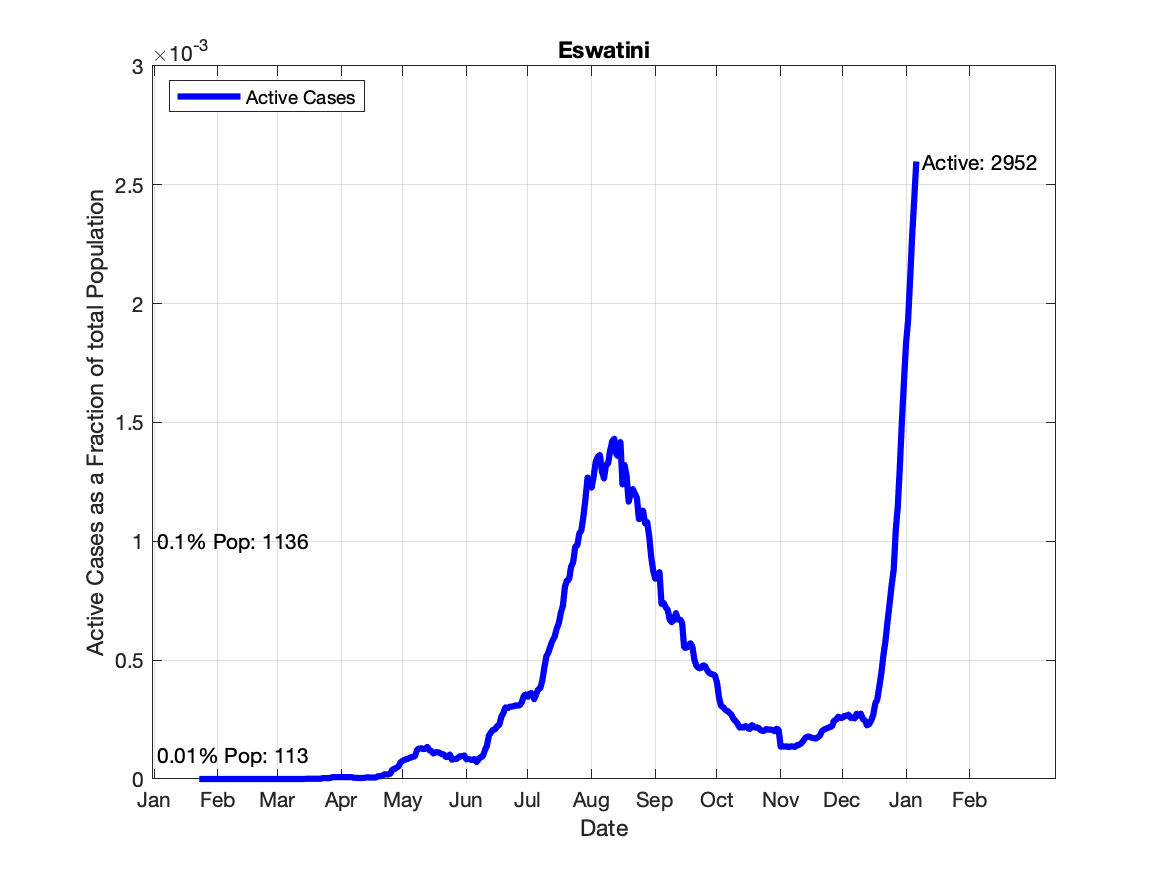 Eswatini
×10-3
3
2.5
2
1.5
1
0.5
0
Active Cases as a Fraction of total Population
Active Cases
Active: 2952
0.1% Pop: 1136
0.01% Pop: 113
Jan Feb Mar Apr May Jun Jul Aug Sep Oct Nov Dec Jan Feb
Date